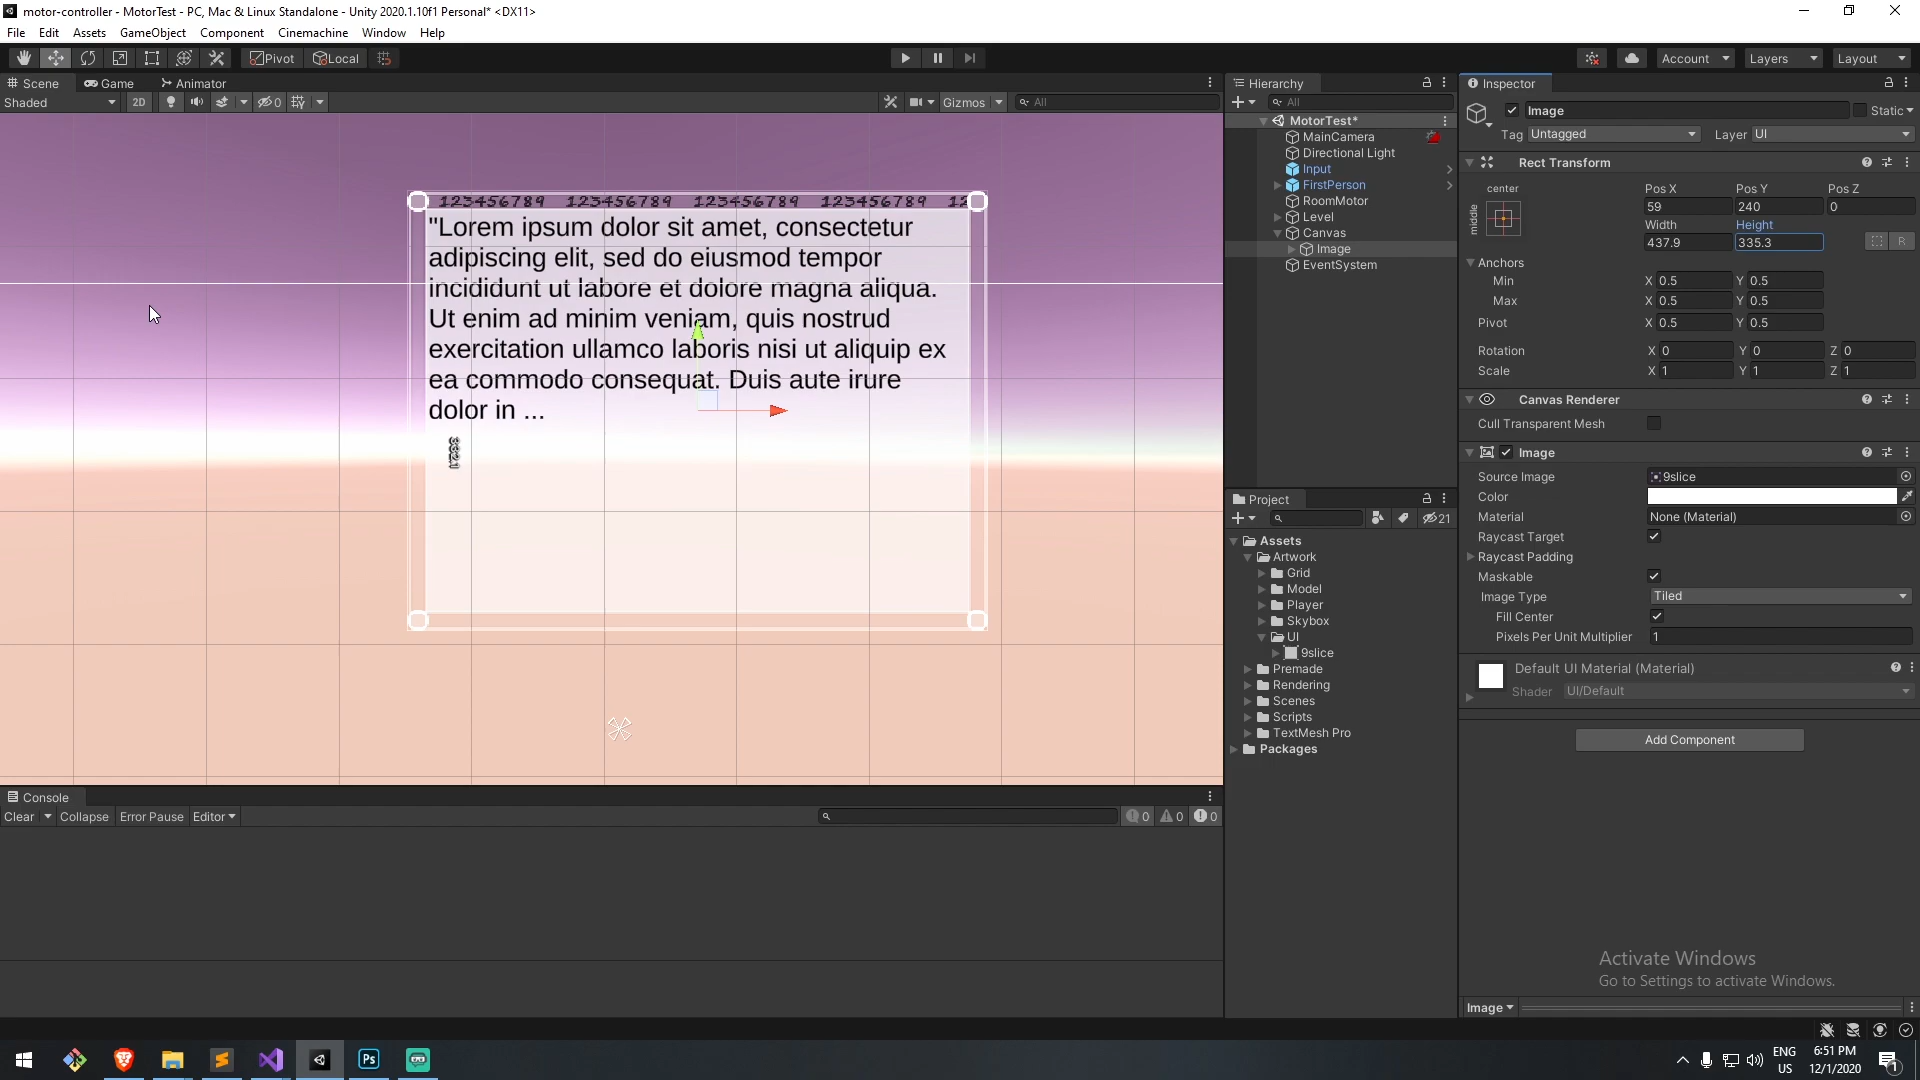 motor-controller - MotorTest - PC, Mac & Linux Standalone - Unity 2020.1.10f1 Personal* <DX11>
File Edit Assets GameObject Component Cinemachine Window Help
Pivot Local Account Layers Layout
Scene Game Animator
Shaded 2D 0 Gizmos All
123456789 123456789 123456789 123456789 12
"Lorem ipsum dolor sit amet, consectetur
adipiscing elit, sed do eiusmod tempor
incididunt ut labore et dolore magna aliqua.
Ut enim ad minim veniam, quis nostrud
exercitation ullamco laboris nisi ut aliquip ex
ea commodo consequat. Duis aute irure
dolor in ...
Console
Clear Collapse Error Pause Editor 0 0 0
Hierarchy
All
MotorTest*
MainCamera
Directional Light
Input
FirstPerson
RoomMotor
Level
Canvas
Image
EventSystem
Project
21
Assets
Artwork
Grid
Model
Player
Skybox
UI
9slice
Premade
Rendering
Scenes
Scripts
TextMesh Pro
Packages
Inspector
Image Static
Tag Untagged Layer UI
Rect Transform
center
middle
Pos X Pos Y Pos Z
59 240 0
Width Height
437.9 335.3 R
Anchors
Min X 0.5 Y 0.5
Max X 0.5 Y 0.5
Pivot X 0.5 Y 0.5
Rotation X 0 Y 0 Z 0
Scale X 1 Y 1 Z 1
Canvas Renderer
Cull Transparent Mesh
Image
Source Image 9slice
Color
Material None (Material)
Raycast Target
Raycast Padding
Maskable
Image Type Tiled
Fill Center
Pixels Per Unit Multiplier 1
Default UI Material (Material)
Shader UI/Default
Add Component
Activate Windows
Go to Settings to activate Windows.
Image
Ps
ENG
US
6:51 PM
12/1/2020
1